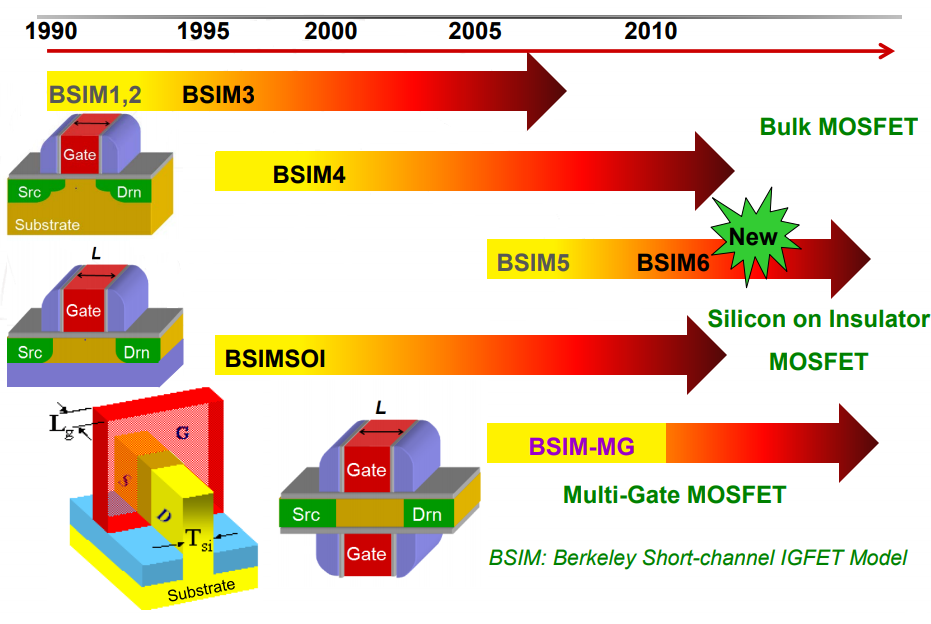 1990 1995 2000 2005 2010
BSIM1,2 BSIM3
Bulk MOSFET
Gate
Src Drn
Substrate
BSIM4
New
BSIM5 BSIM6
L
Gate
Src Drn
Silicon on Insulator
MOSFET
BSIMSOI
Lg
G
S
D
Tsi
Substrate
L
Gate
Src Drn
Gate
BSIM-MG
Multi-Gate MOSFET
BSIM: Berkeley Short-channel IGFET Model